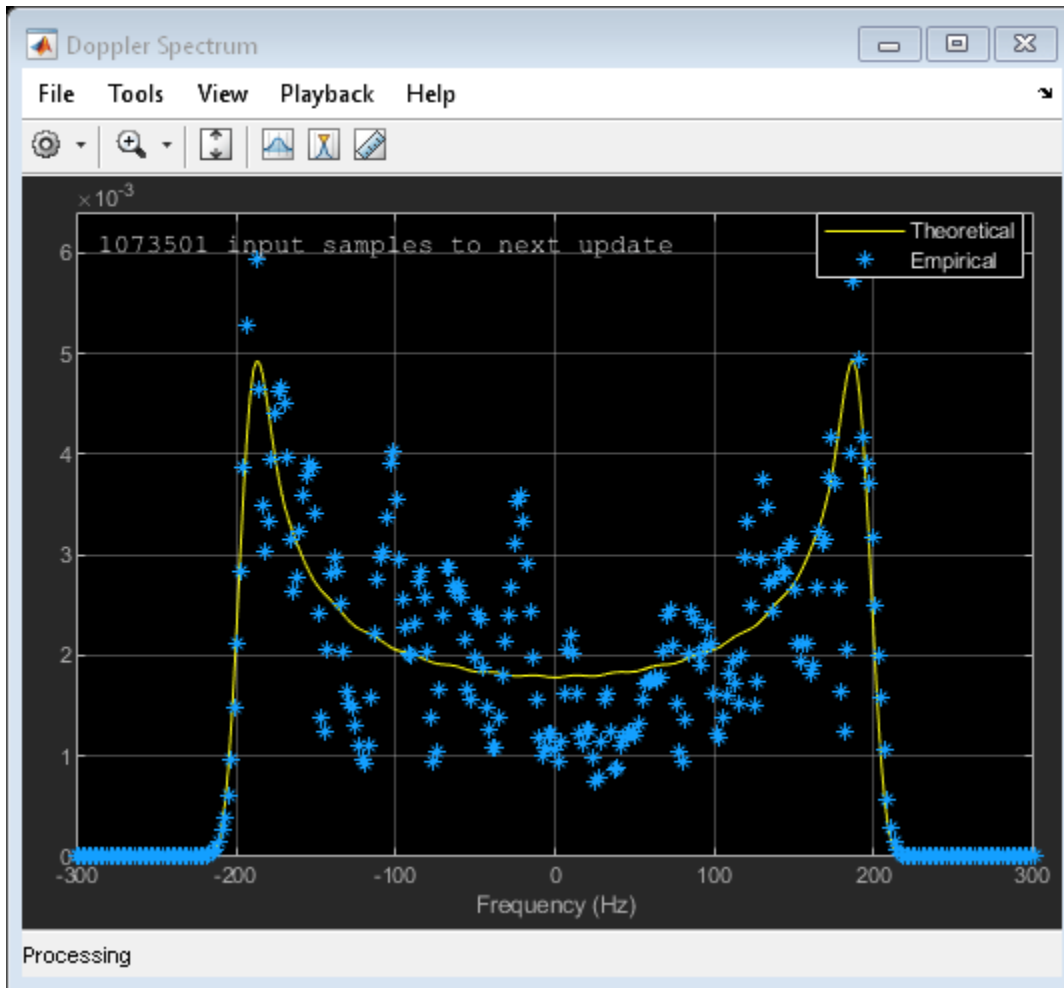 Doppler Spectrum
File Tools View Playback Help
×10-3
1073501 input samples to next update
Theoretical
Empirical
6
5
4
3
2
1
0
-300 -200 -100 0 100 200 300
Frequency (Hz)
Processing